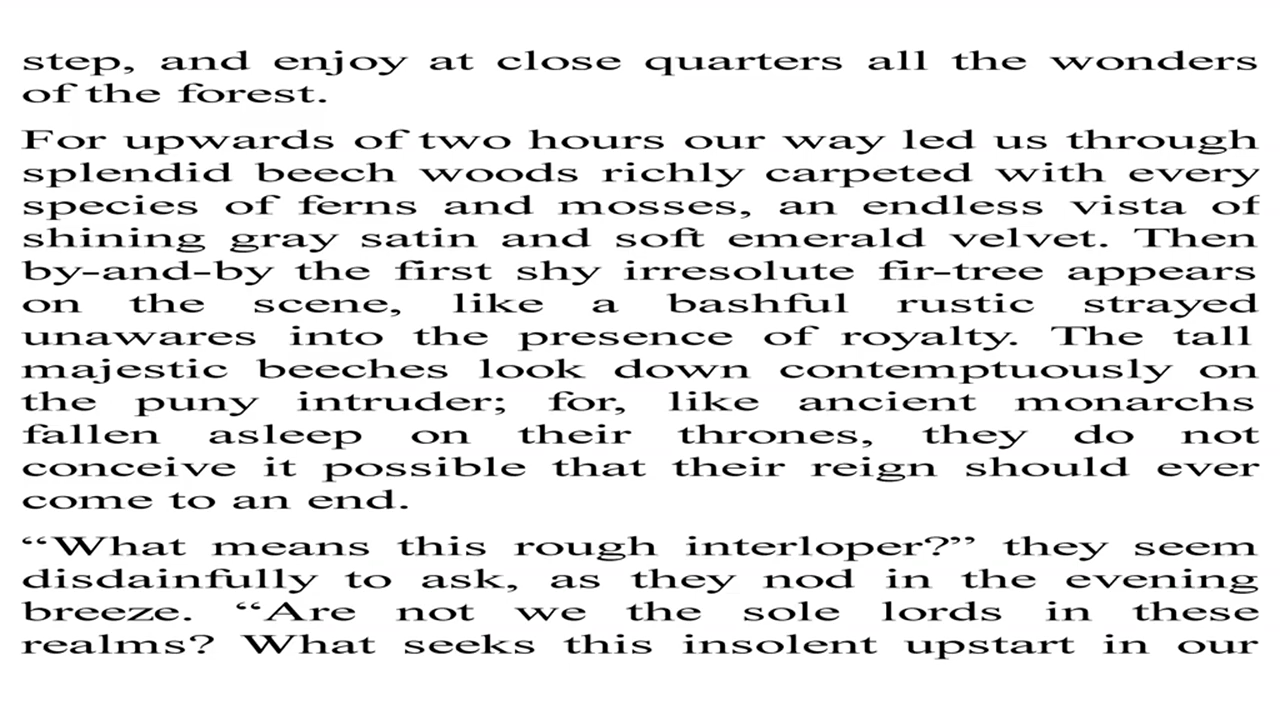 step, and enjoy at close quarters all the wonders
of the forest.
For upwards of two hours our way led us through
splendid beech woods richly carpeted with every
species of ferns and mosses, an endless vista of
shining gray satin and soft emerald velvet. Then
by-and-by the first shy irresolute fir-tree appears
on the scene, like a bashful rustic strayed
unawares into the presence of royalty. The tall
majestic beeches look down contemptuously on
the puny intruder; for, like ancient monarchs
fallen asleep on their thrones, they do not
conceive it possible that their reign should ever
come to an end.
“What means this rough interloper?” they seem
disdainfully to ask, as they nod in the evening
breeze. “Are not we the sole lords in these
realms? What seeks this insolent upstart in our